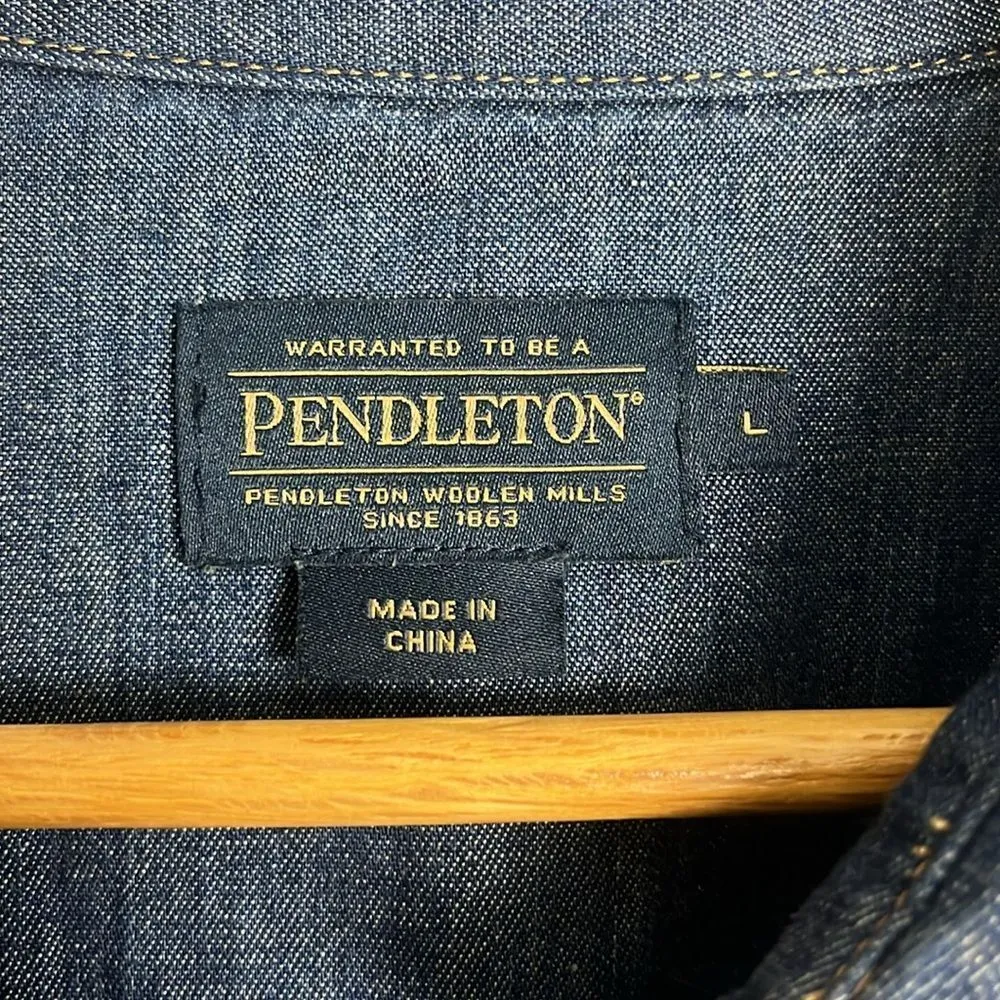 WARRANTED TO BE A
PENDLETON®
L
PENDLETON WOOLEN MILLS
SINCE 1863
MADE IN
CHINA